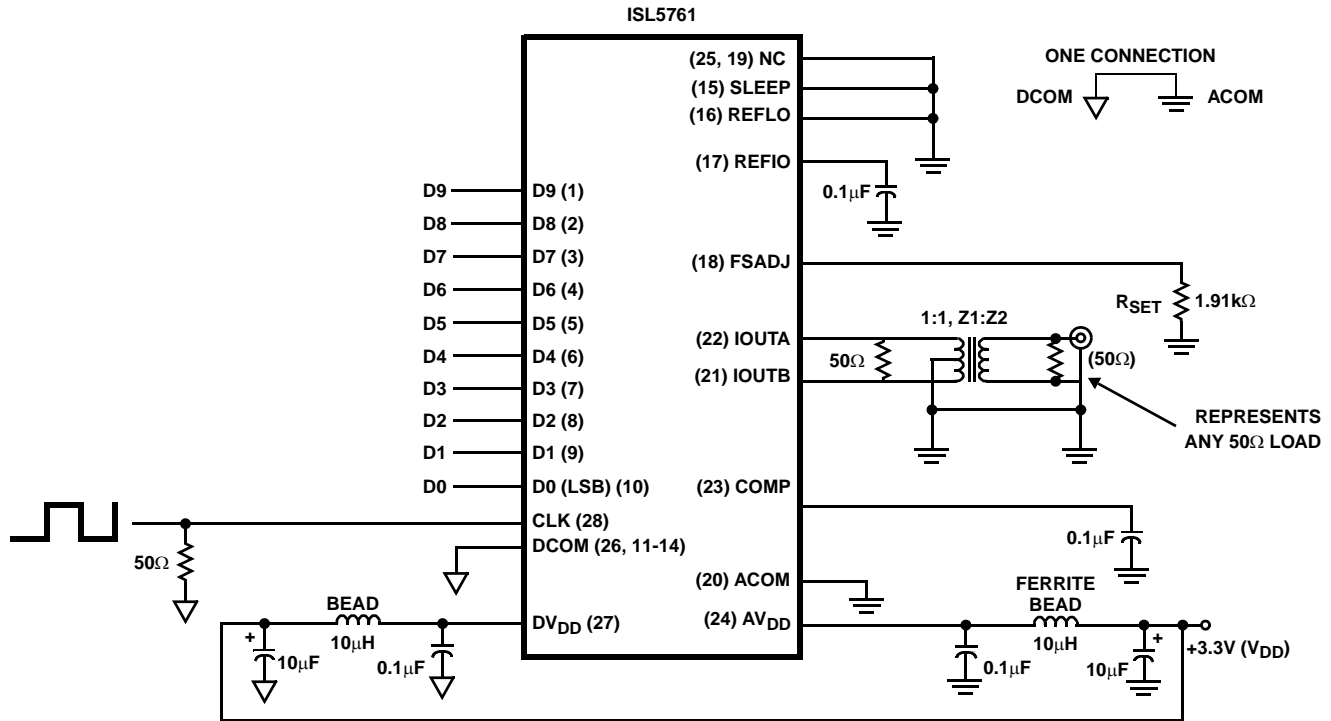 ISL5761
(25, 19) NC
(15) SLEEP
(16) REFLO
(17) REFIO
0.1μF
ONE CONNECTION
DCOM
ACOM
D9
D9 (1)
D8
D8 (2)
D7
D7 (3)
D6
D6 (4)
D5
D5 (5)
D4
D4 (6)
D3
D3 (7)
D2
D2 (8)
D1
D1 (9)
D0
D0 (LSB) (10)
CLK (28)
50Ω
DCOM (26, 11-14)
BEAD
10μH
+
10μF
0.1μF
DVDD (27)
(18) FSADJ
RSET
1.91kΩ
1:1, Z1:Z2
(22) IOUTA
50Ω
(50Ω)
(21) IOUTB
REPRESENTS
ANY 50Ω LOAD
(23) COMP
0.1μF
(20) ACOM
FERRITE
BEAD
(24) AVDD
10μH
+
0.1μF
10μF
+3.3V (VDD)